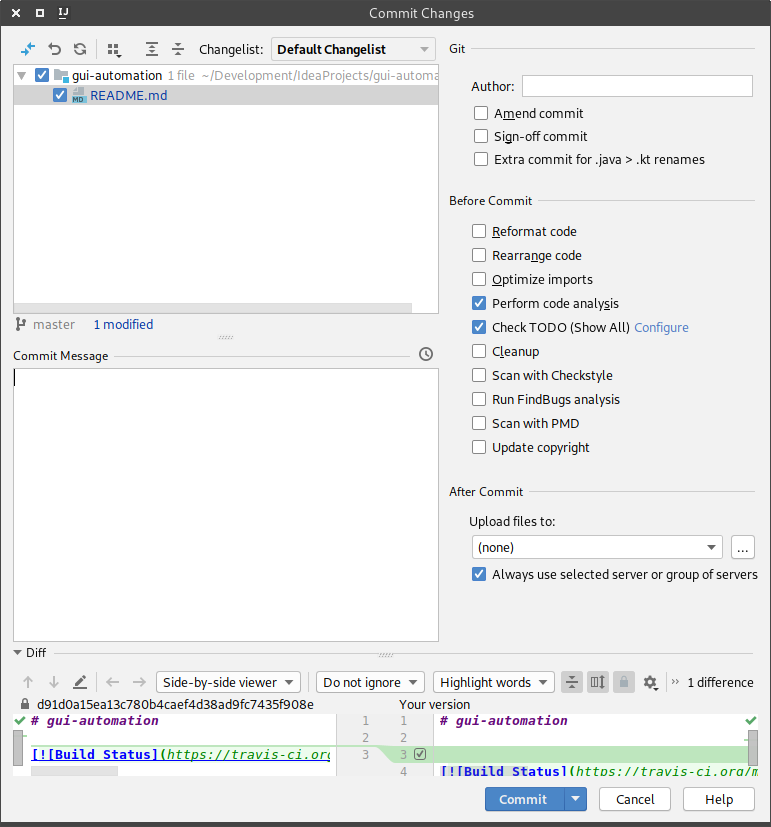 Commit Changes
Changelist: Default Changelist
gui-automation 1 file ~/Development/IdeaProjects/gui-automa
README.md
master 1 modified
Commit Message
Git
Author:
Amend commit
Sign-off commit
Extra commit for .java > .kt renames
Before Commit
Reformat code
Rearrange code
Optimize imports
Perform code analysis
Check TODO (Show All) Configure
Cleanup
Scan with Checkstyle
Run FindBugs analysis
Scan with PMD
Update copyright
After Commit
Upload files to:
(none) ...
Always use selected server or group of servers
Diff
Side-by-side viewer Do not ignore Highlight words >> 1 difference
d91d0a15ea13c780b4caef4d38ad9fc7435f908e Your version
# gui-automation 1 1 # gui-automation
2 2
[![Build Status](https://travis-ci.org 3 3
4 [![Build Status](https://travis-ci.org/m
Commit Cancel Help